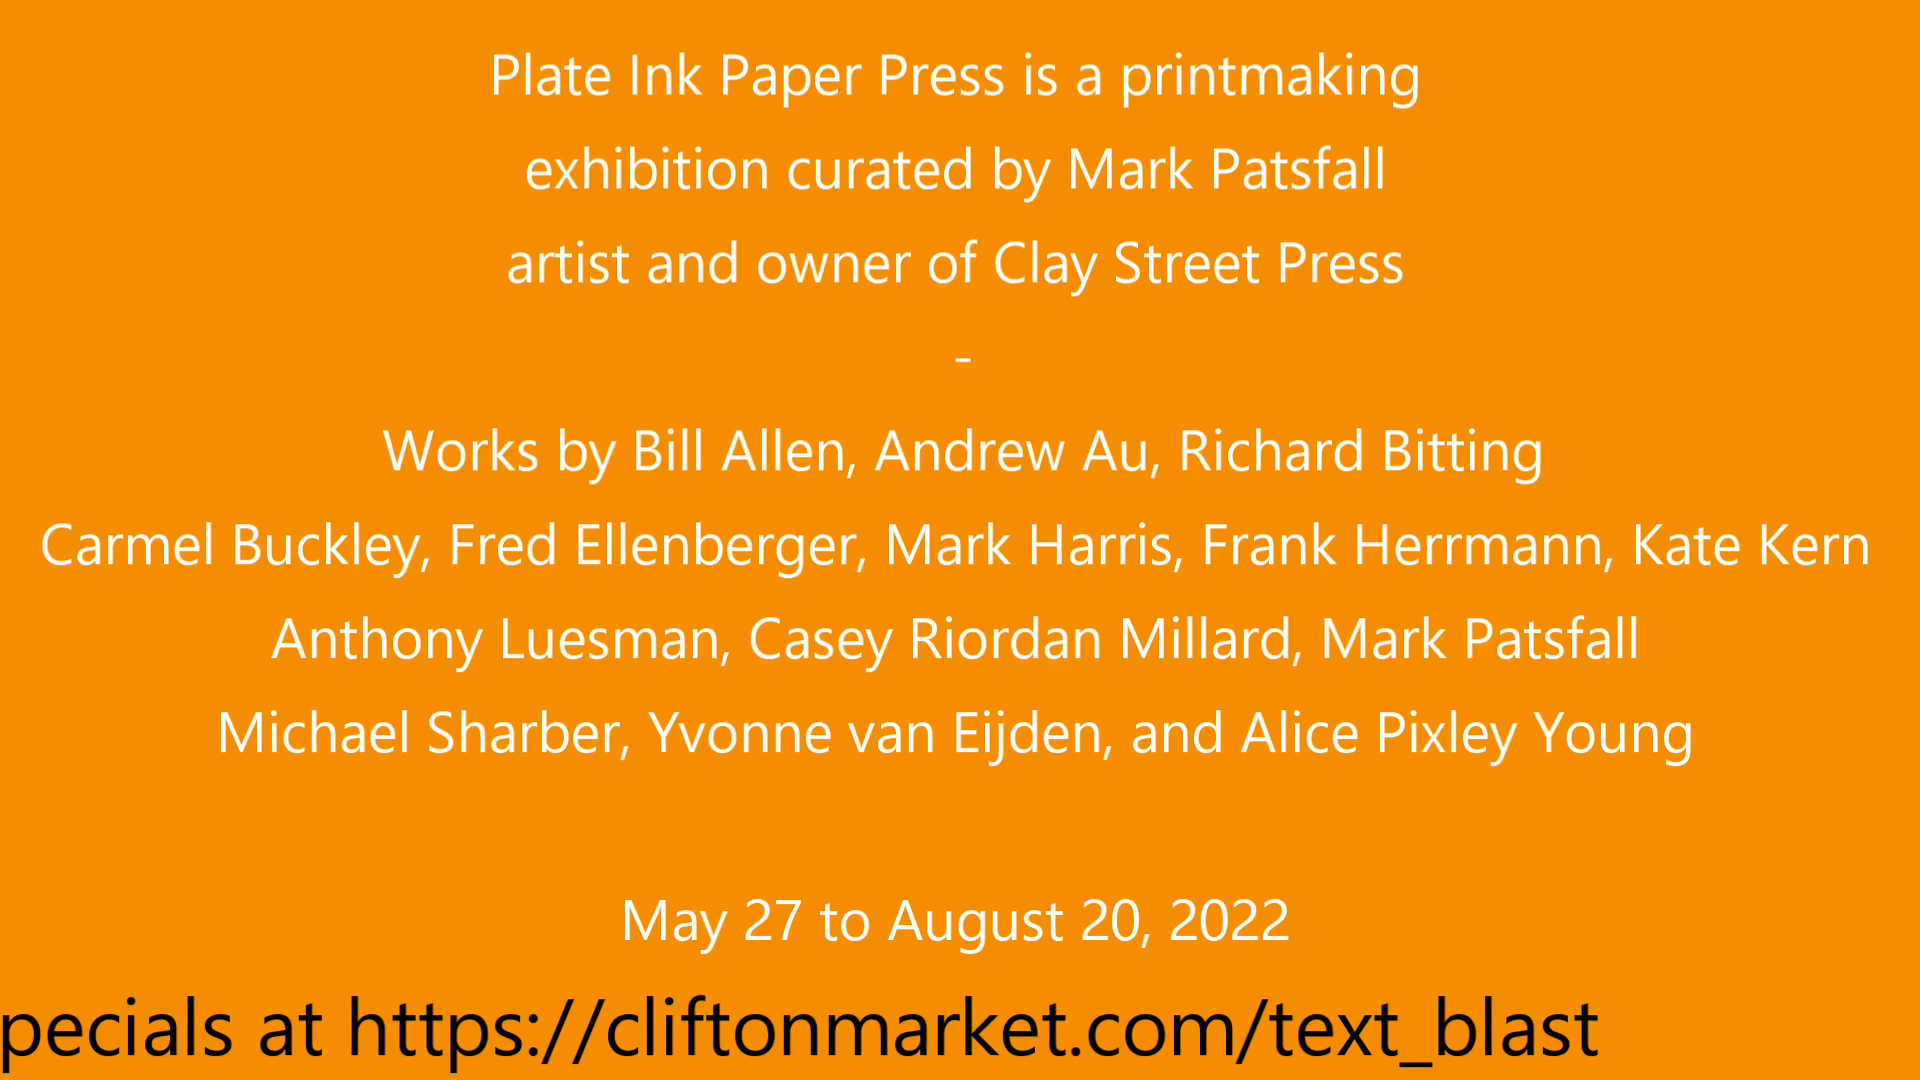 Plate Ink Paper Press is a printmaking
exhibition curated by Mark Patsfall
artist and owner of Clay Street Press
-
Works by Bill Allen, Andrew Au, Richard Bitting
Carmel Buckley, Fred Ellenberger, Mark Harris, Frank Herrmann, Kate Kern
Anthony Luesman, Casey Riordan Millard, Mark Patsfall
Michael Sharber, Yvonne van Eijden, and Alice Pixley Young
May 27 to August 20, 2022
pecials at https://cliftonmarket.com/text_blast